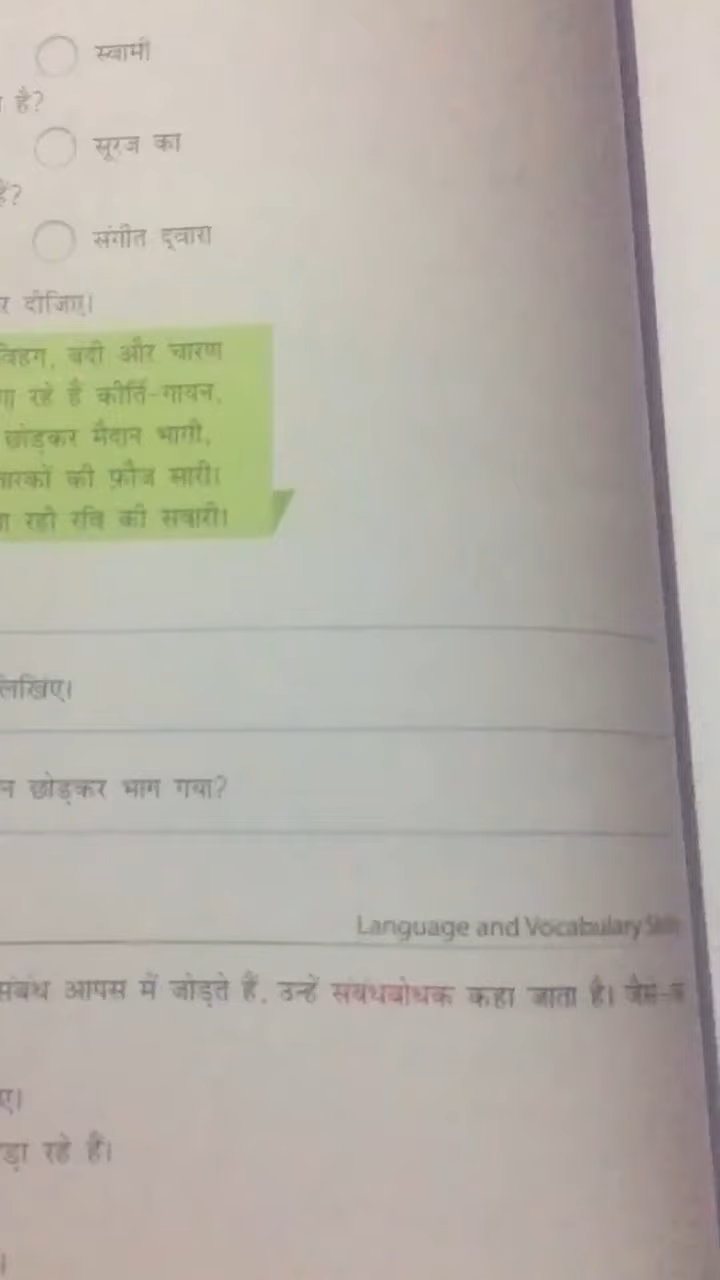 स्वामी
है?
सूरज का
है?
संगीत द्वारा
दीजिए।
विहग, बंदी और चारण
गा रहे हैं कीर्ति-गायन,
छोड़कर मैदान भागी,
तारकों की फ़ौज सारी।
रही रवि की सवारी।
लिखिए।
न छोड़कर भाग गया?
Language and Vocabulary Skills
संबंध आपस में जोड़ते हैं, उन्हें संबंधबोधक कहा जाता है। जैसे-
रहे हैं।